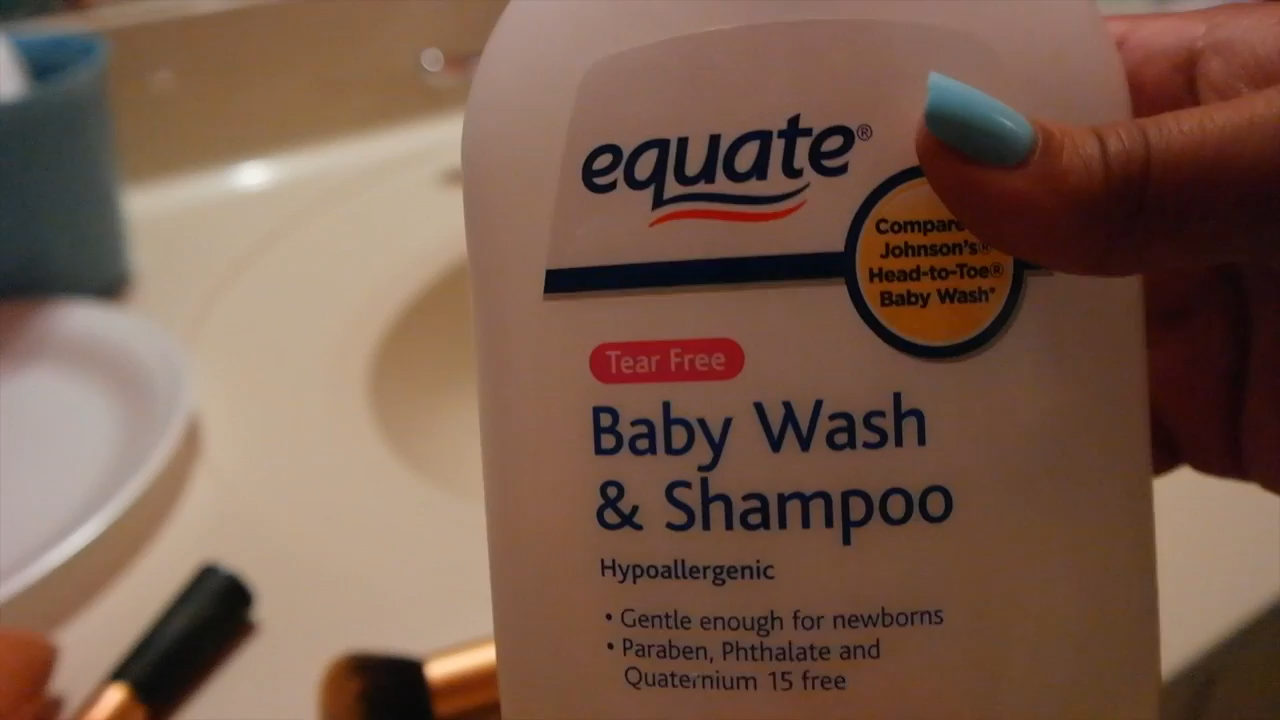 equate®
Compare
Johnson's®
Head-to-Toe®
Baby Wash*
Tear Free
Baby Wash
& Shampoo
Hypoallergenic
• Gentle enough for newborns
• Paraben, Phthalate and
Quaternium 15 free